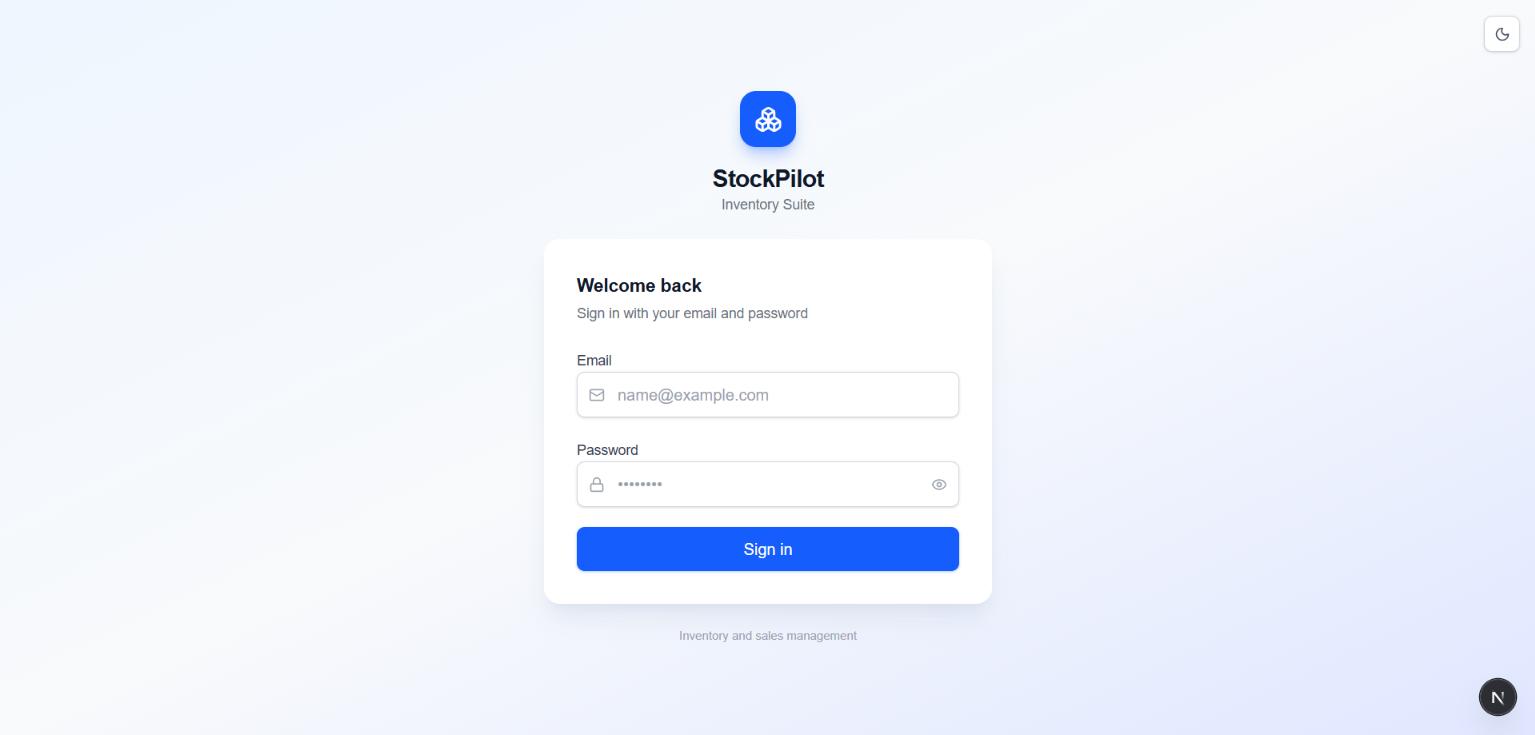 StockPilot
Inventory Suite
Welcome back
Sign in with your email and password
Email
name@example.com
Password
••••••••
Sign in
Inventory and sales management
N